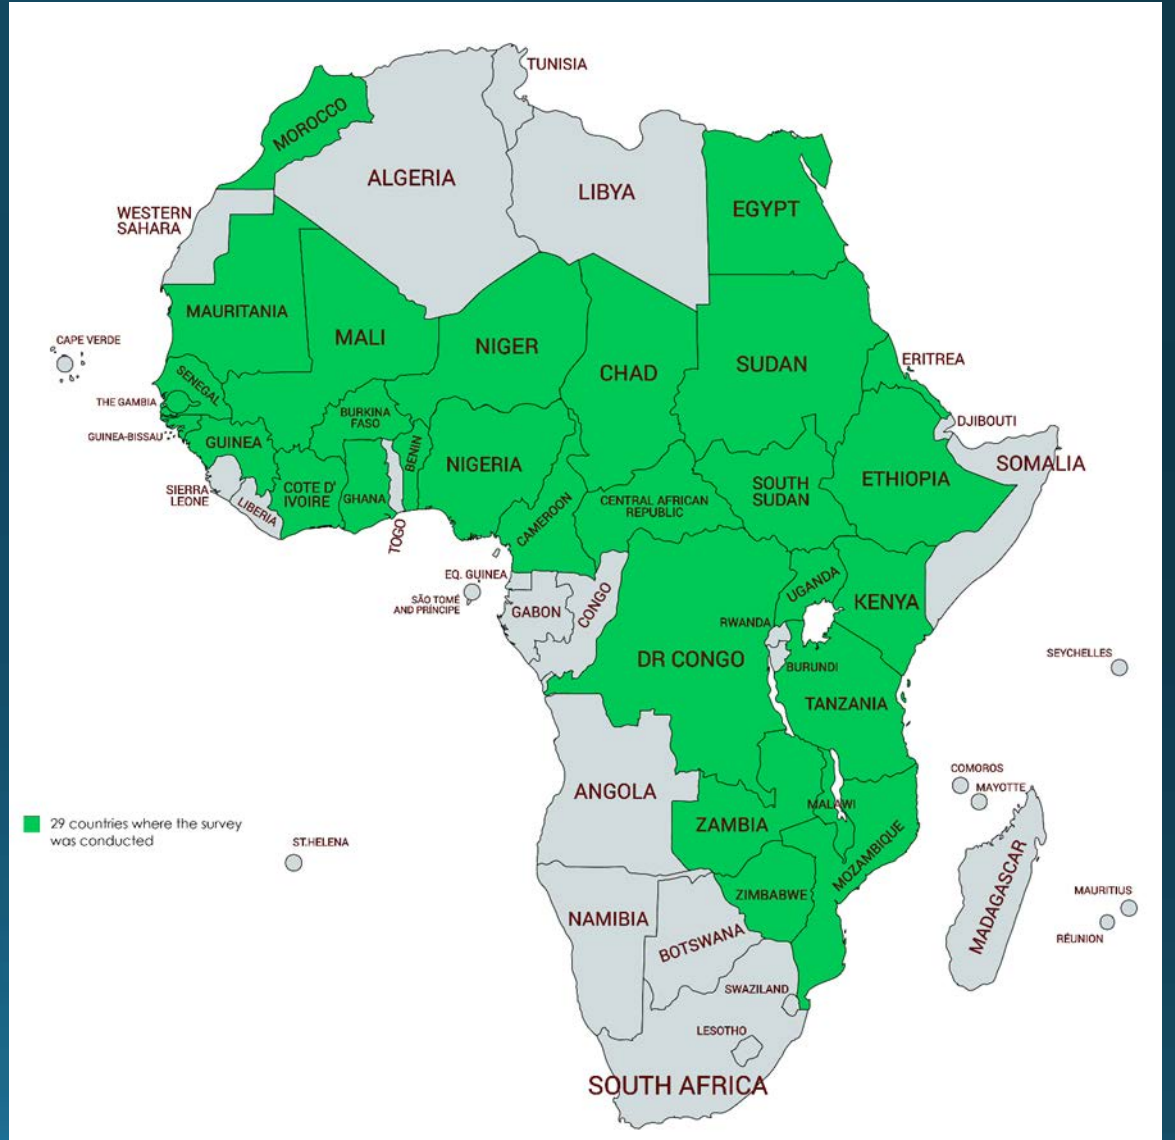 TUNISIA
MOROCCO
ALGERIA
LIBYA
EGYPT
WESTERN
SAHARA
MAURITANIA
MALI
NIGER
CHAD
SUDAN
ERITREA
CAPE VERDE
SENEGAL
THE GAMBIA
GUINEA-BISSAU
GUINEA
BURKINA
FASO
BENIN
NIGERIA
DJIBOUTI
SOMALIA
ETHIOPIA
SOUTH
SUDAN
SIERRA
LEONE
LIBERIA
COTE D'
IVOIRE
GHANA
TOGO
CAMEROON
CENTRAL AFRICAN
REPUBLIC
EQ. GUINEA
SÃO TOMÉ
AND PRÍNCIPE
GABON
CONGO
UGANDA
KENYA
RWANDA
DR CONGO
BURUNDI
SEYCHELLES
TANZANIA
COMOROS
MAYOTTE
ANGOLA
MALAWI
ZAMBIA
MOZAMBIQUE
29 countries where the survey
was conducted
ST.HELENA
ZIMBABWE
MADAGASCAR
MAURITIUS
RÉUNION
NAMIBIA
BOTSWANA
SWAZILAND
LESOTHO
SOUTH AFRICA